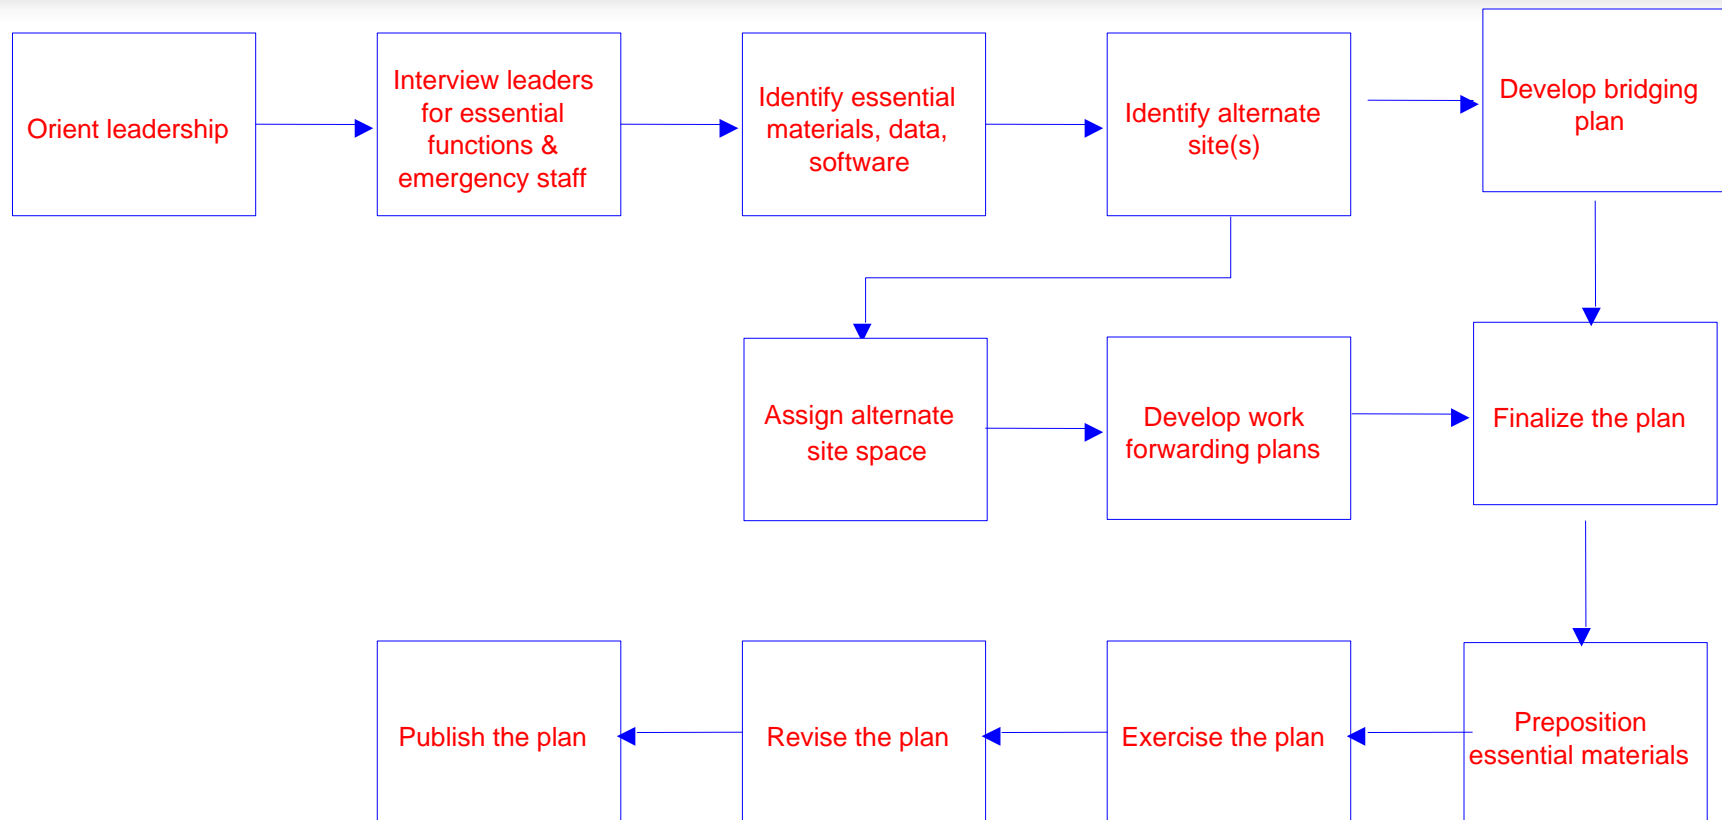 Orient leadership
Interview leaders
for essential
functions &
emergency staff
Identify essential
materials, data,
software
Identify alternate
site(s)
Develop bridging
plan
Assign alternate
site space
Develop work
forwarding plans
Finalize the plan
Publish the plan
Revise the plan
Exercise the plan
Preposition
essential materials